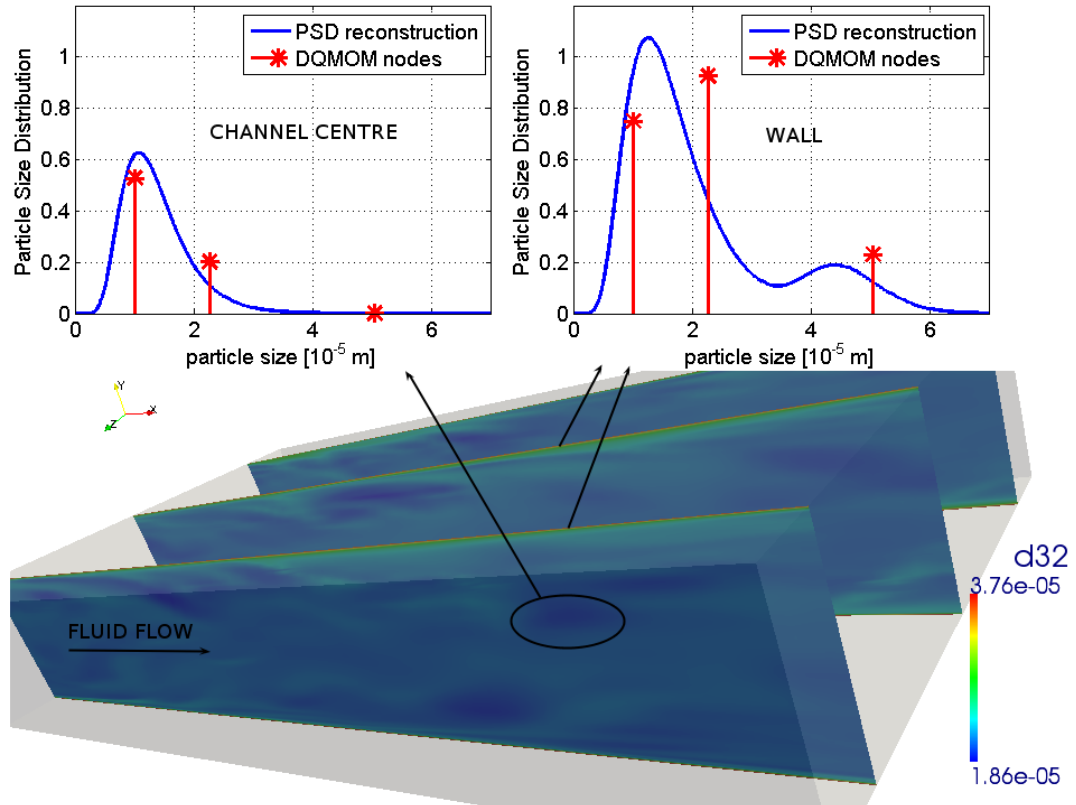 PSD reconstruction
DQMOM nodes
CHANNEL CENTRE
Particle Size Distribution
1
0.8
0.6
0.4
0.2
0
0 2 4 6
particle size [10⁻⁵ m]
PSD reconstruction
DQMOM nodes
WALL
Particle Size Distribution
1
0.8
0.6
0.4
0.2
0
0 2 4 6
particle size [10⁻⁵ m]
Y
X
Z
FLUID FLOW
d32
3.76e-05
1.86e-05